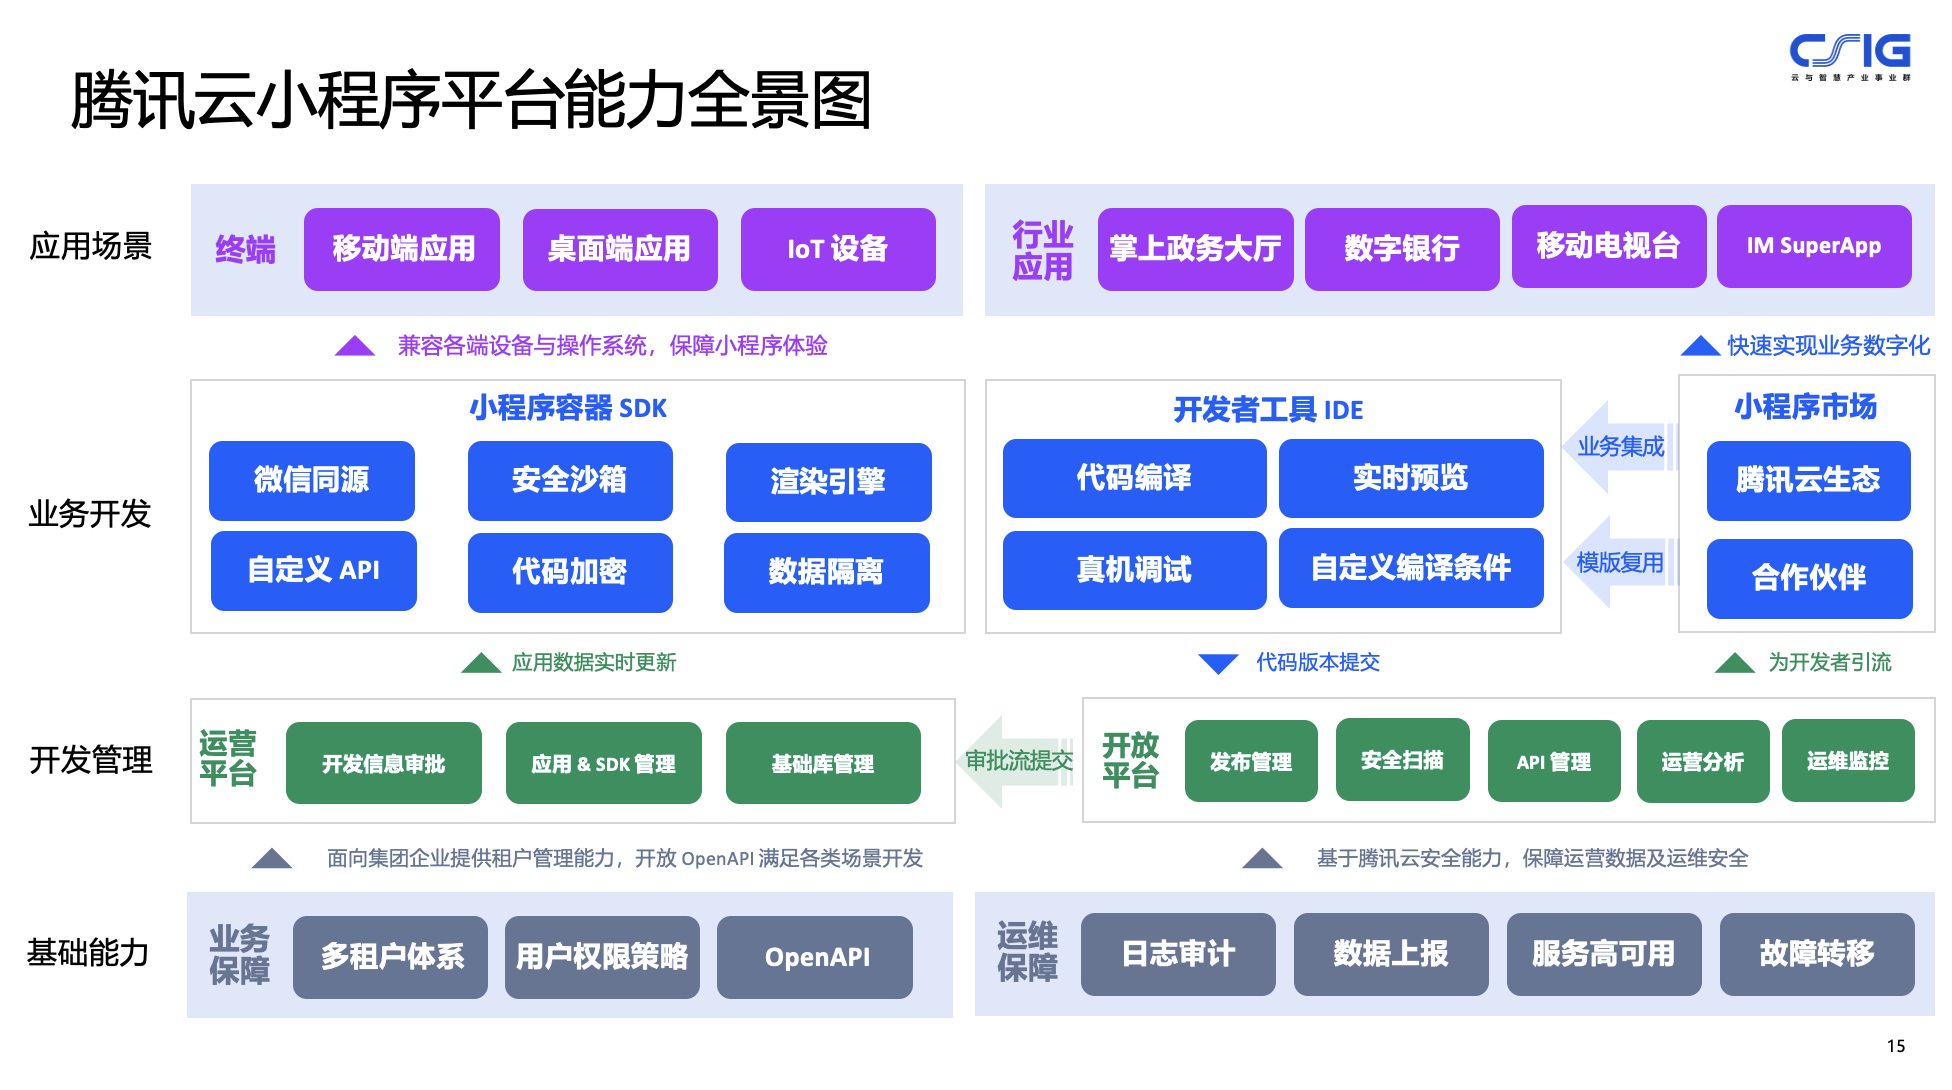 CSIG
云与智慧产业事业群
腾讯云小程序平台能力全景图
应用场景
终端
移动端应用
桌面端应用
IoT 设备
行业
应用
掌上政务大厅
数字银行
移动电视台
IM SuperApp
兼容各端设备与操作系统，保障小程序体验
快速实现业务数字化
业务开发
小程序容器 SDK
微信同源
安全沙箱
渲染引擎
自定义 API
代码加密
数据隔离
开发者工具 IDE
代码编译
实时预览
真机调试
自定义编译条件
业务集成
模版复用
小程序市场
腾讯云生态
合作伙伴
应用数据实时更新
代码版本提交
为开发者引流
开发管理
运营
平台
开发信息审批
应用 & SDK 管理
基础库管理
审批流提交
开放
平台
发布管理
安全扫描
API 管理
运营分析
运维监控
面向集团企业提供租户管理能力，开放 OpenAPI 满足各类场景开发
基于腾讯云安全能力，保障运营数据及运维安全
基础能力
业务
保障
多租户体系
用户权限策略
OpenAPI
运维
保障
日志审计
数据上报
服务高可用
故障转移
15